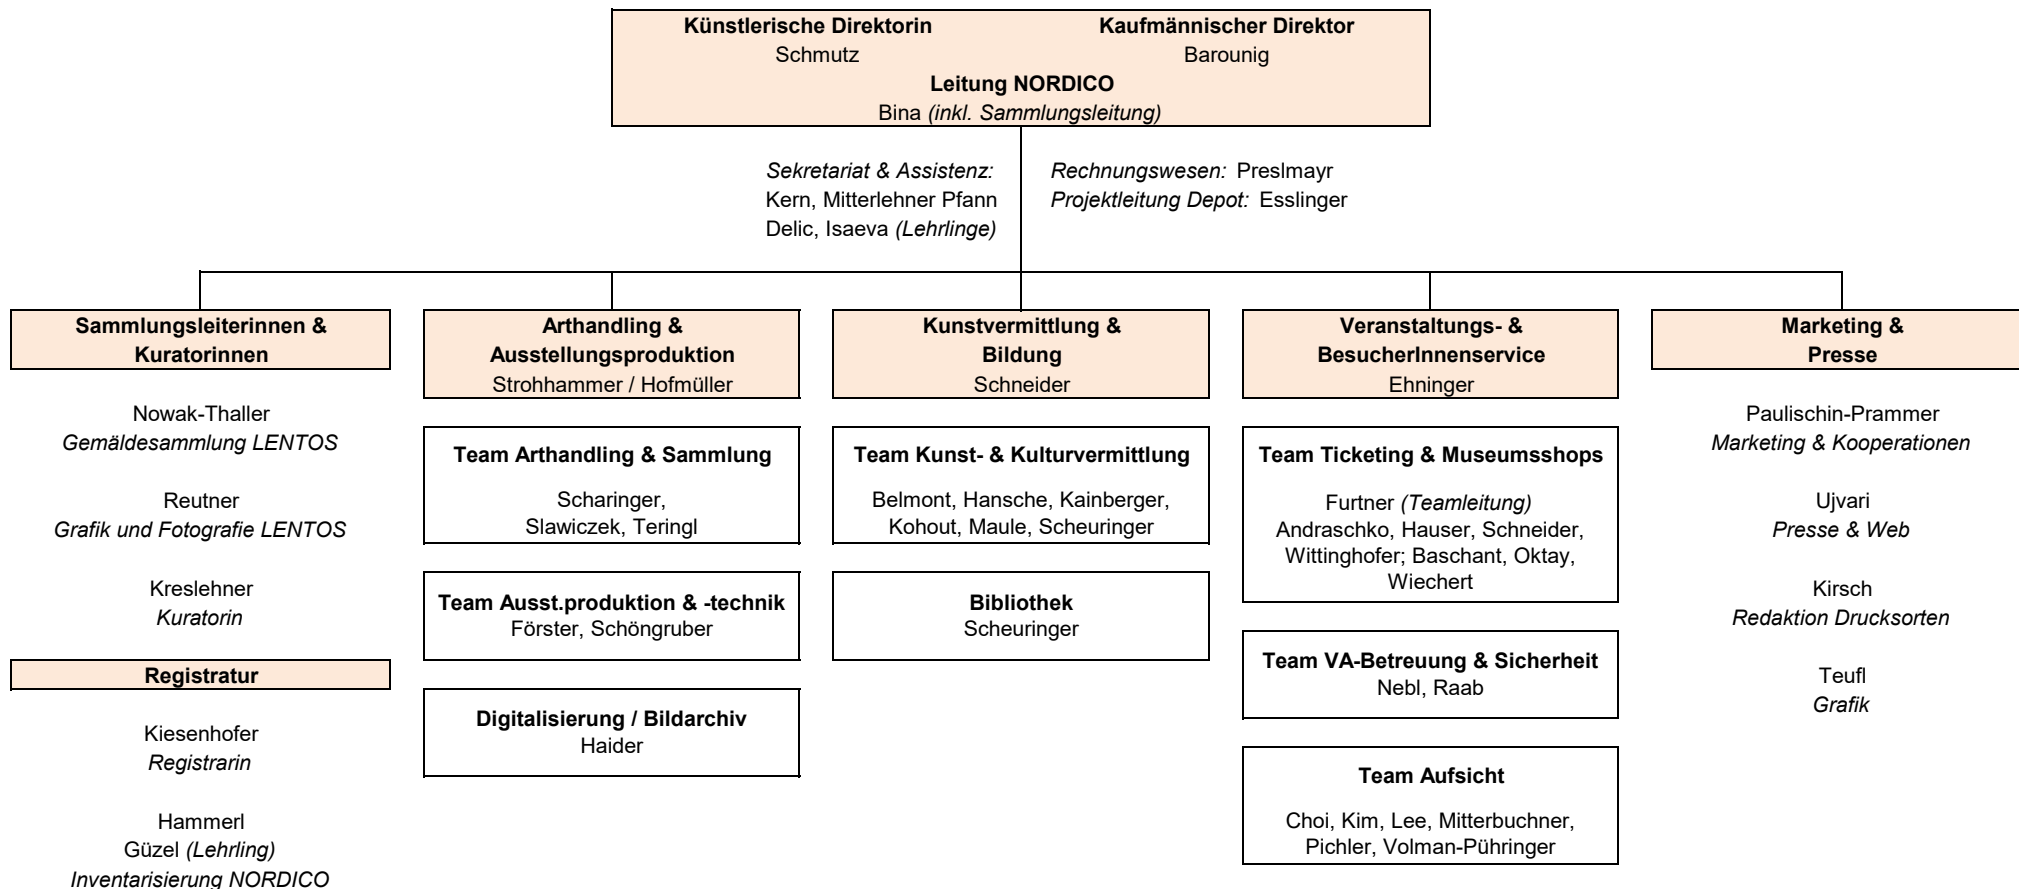 Künstlerische Direktorin
Schmutz
Kaufmännischer Direktor
Barounig
Leitung NORDICO
Bina (inkl. Sammlungsleitung)
Sekretariat & Assistenz:
Kern, Mitterlehner Pfann
Delic, Isaeva (Lehrlinge)
Rechnungswesen: Preslmayr
Projektleitung Depot: Esslinger
Sammlungsleiterinnen &
Kuratorinnen
Nowak-Thaller
Gemäldesammlung LENTOS
Reutner
Grafik und Fotografie LENTOS
Kreslehner
Kuratorin
Registratur
Kiesenhofer
Registrarin
Hammerl
Güzel (Lehrling)
Inventarisierung NORDICO
Arthandling &
Ausstellungsproduktion
Strohhammer / Hofmüller
Team Arthandling & Sammlung
Scharinger,
Slawiczek, Teringl
Team Ausst.produktion & -technik
Förster, Schöngruber
Digitalisierung / Bildarchiv
Haider
Kunstvermittlung &
Bildung
Schneider
Team Kunst- & Kulturvermittlung
Belmont, Hansche, Kainberger,
Kohout, Maule, Scheuringer
Bibliothek
Scheuringer
Veranstaltungs- &
BesucherInnenservice
Ehninger
Team Ticketing & Museumsshops
Furtner (Teamleitung)
Andraschko, Hauser, Schneider,
Wittinghofer; Baschant, Oktay,
Wiechert
Team VA-Betreuung & Sicherheit
Nebl, Raab
Team Aufsicht
Choi, Kim, Lee, Mitterbuchner,
Pichler, Volman-Pühringer
Marketing &
Presse
Paulischin-Prammer
Marketing & Kooperationen
Ujvari
Presse & Web
Kirsch
Redaktion Drucksorten
Teufl
Grafik